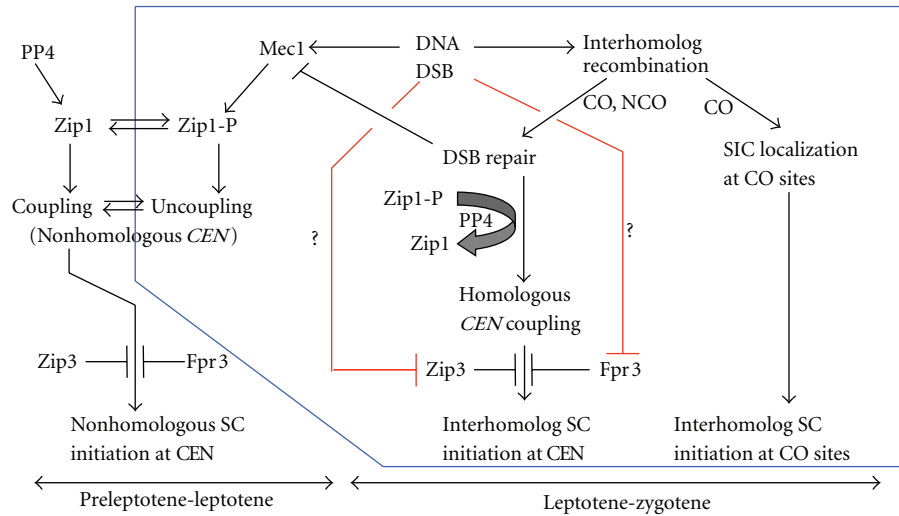 PP4
Mec1
DNA
DSB
Interhomolog
recombination
Zip1
Zip1-P
CO, NCO
CO
DSB repair
SIC localization
at CO sites
Coupling
Uncoupling
(Nonhomologous CEN)
Zip1-P
PP4
Zip1
?
?
Homologous
CEN coupling
Zip3
Fpr3
Zip3
Fpr3
Nonhomologous SC
initiation at CEN
Interhomolog SC
initiation at CEN
Interhomolog SC
initiation at CO sites
Preleptotene-leptotene
Leptotene-zygotene